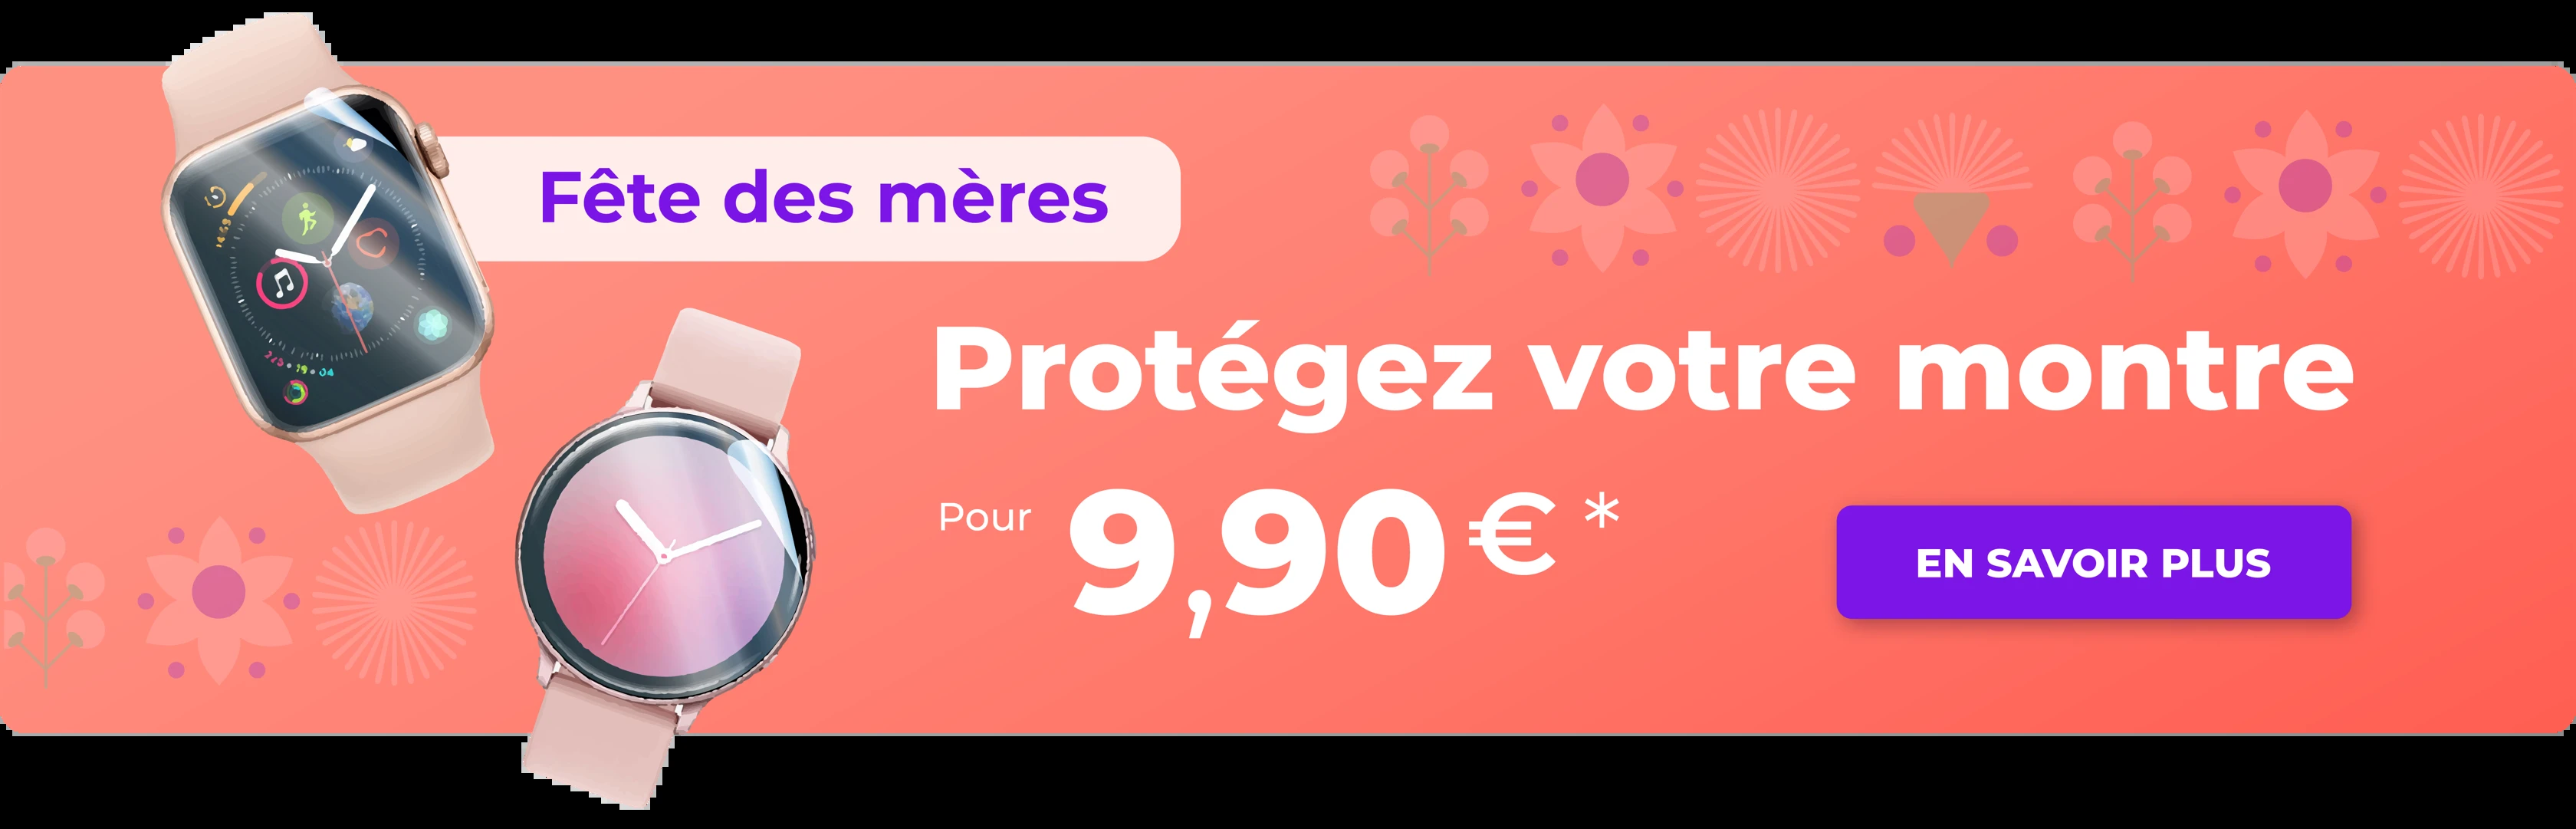 Fête des mères
Protégez votre montre
Pour 9,90 € *
EN SAVOIR PLUS